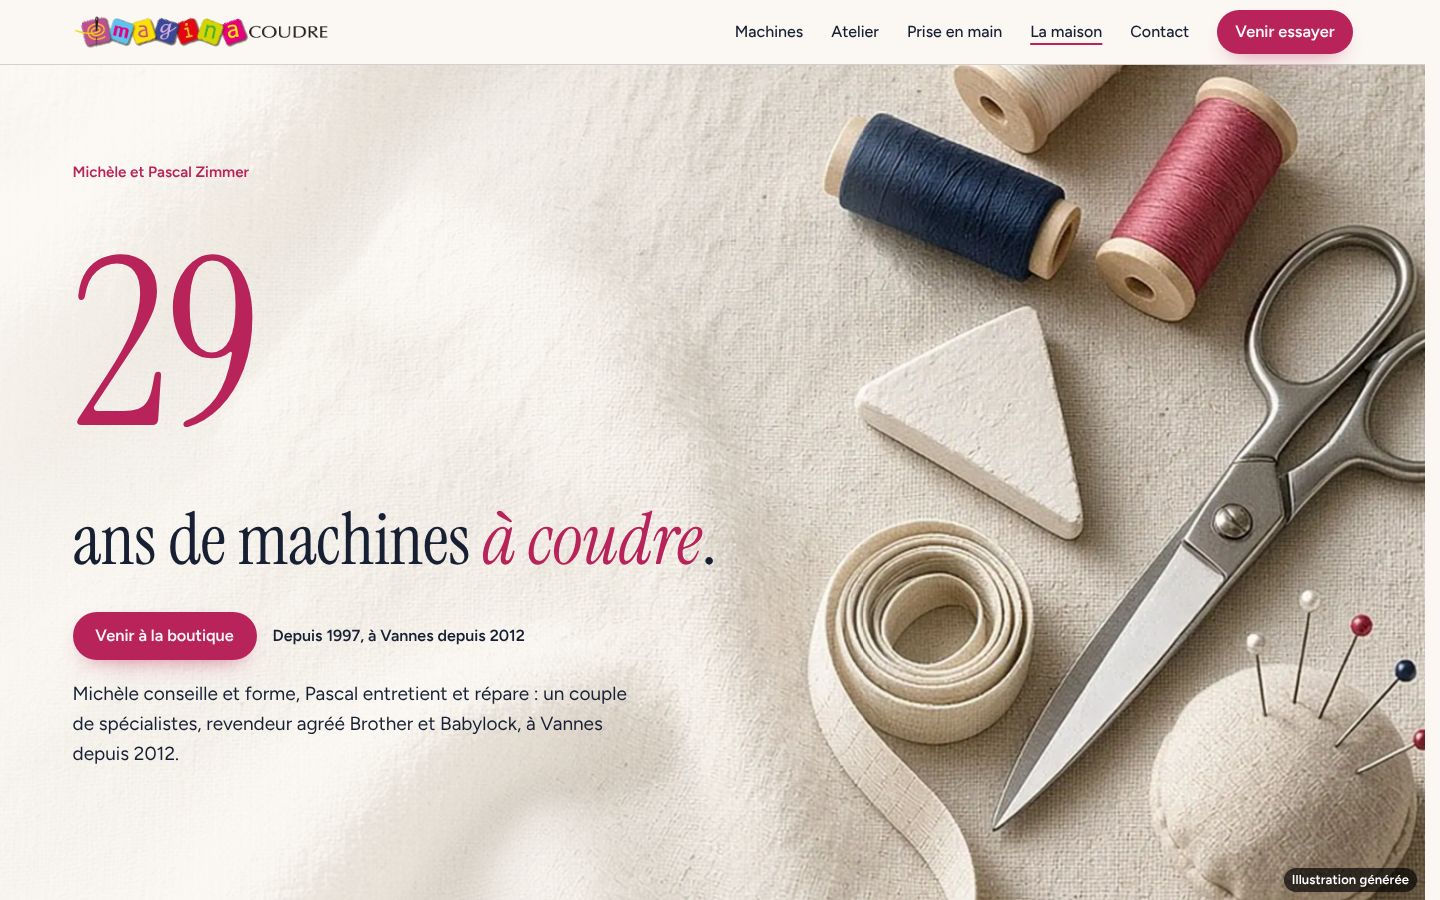 imagina COUDRE
Machines
Atelier
Prise en main
La maison
Contact
Venir essayer
Michèle et Pascal Zimmer
29
ans de machines à coudre.
Venir à la boutique
Depuis 1997, à Vannes depuis 2012
Michèle conseille et forme, Pascal entretient et répare : un couple
de spécialistes, revendeur agréé Brother et Babylock, à Vannes
depuis 2012.
Illustration générée